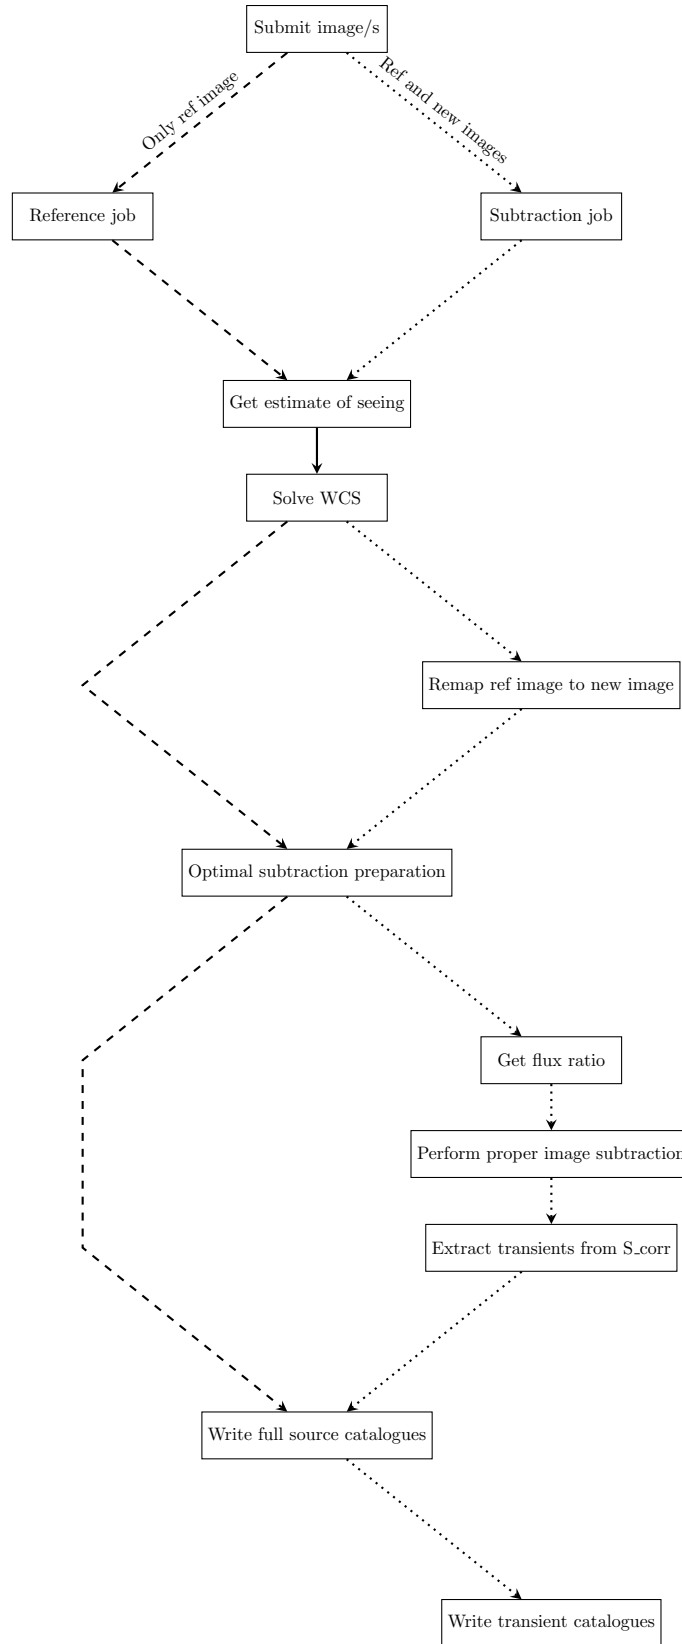 Submit image/s
Only ref image
Ref and new images
Reference job
Subtraction job
Get estimate of seeing
Solve WCS
Remap ref image to new image
Optimal subtraction preparation
Get flux ratio
Perform proper image subtraction
Extract transients from S_corr
Write full source catalogues
Write transient catalogues